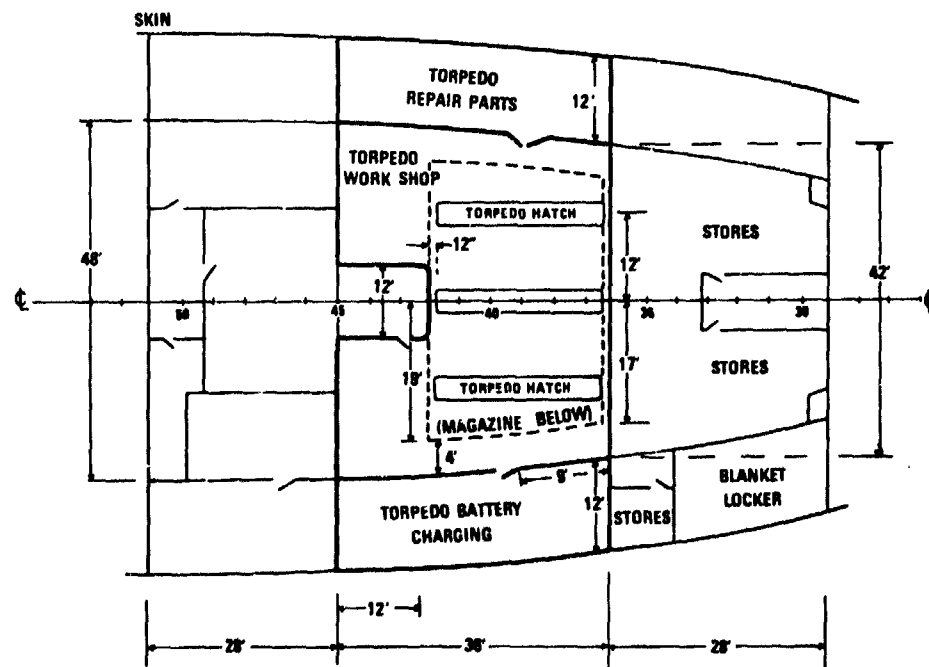 SKIN
TORPEDO
REPAIR PARTS
12'
TORPEDO
WORK SHOP
TORPEDO HATCH
STORES
48'
12"
12'
12'
42'
℄
50
45
40
35
30
18'
17'
STORES
TORPEDO HATCH
(MAGAZINE BELOW)
4'
9'
BLANKET
LOCKER
12'
TORPEDO BATTERY
CHARGING
STORES
12'
28'
36'
28'